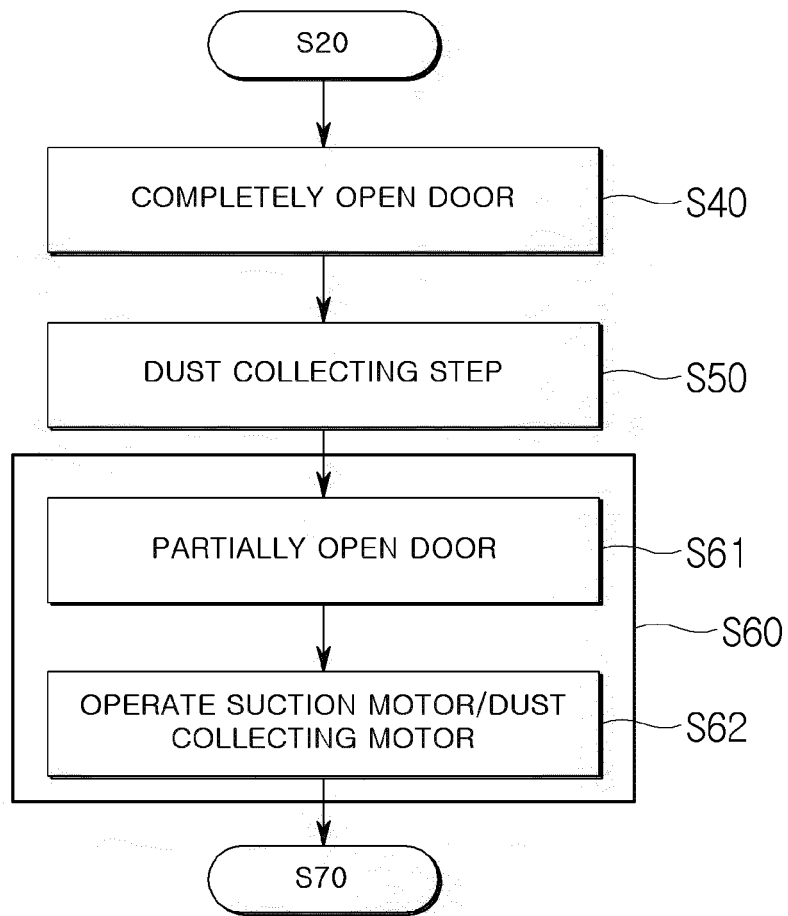 S20
COMPLETELY OPEN DOOR
S40
DUST COLLECTING STEP
S50
PARTIALLY OPEN DOOR
S61
S60
OPERATE SUCTION MOTOR/DUST
COLLECTING MOTOR
S62
S70